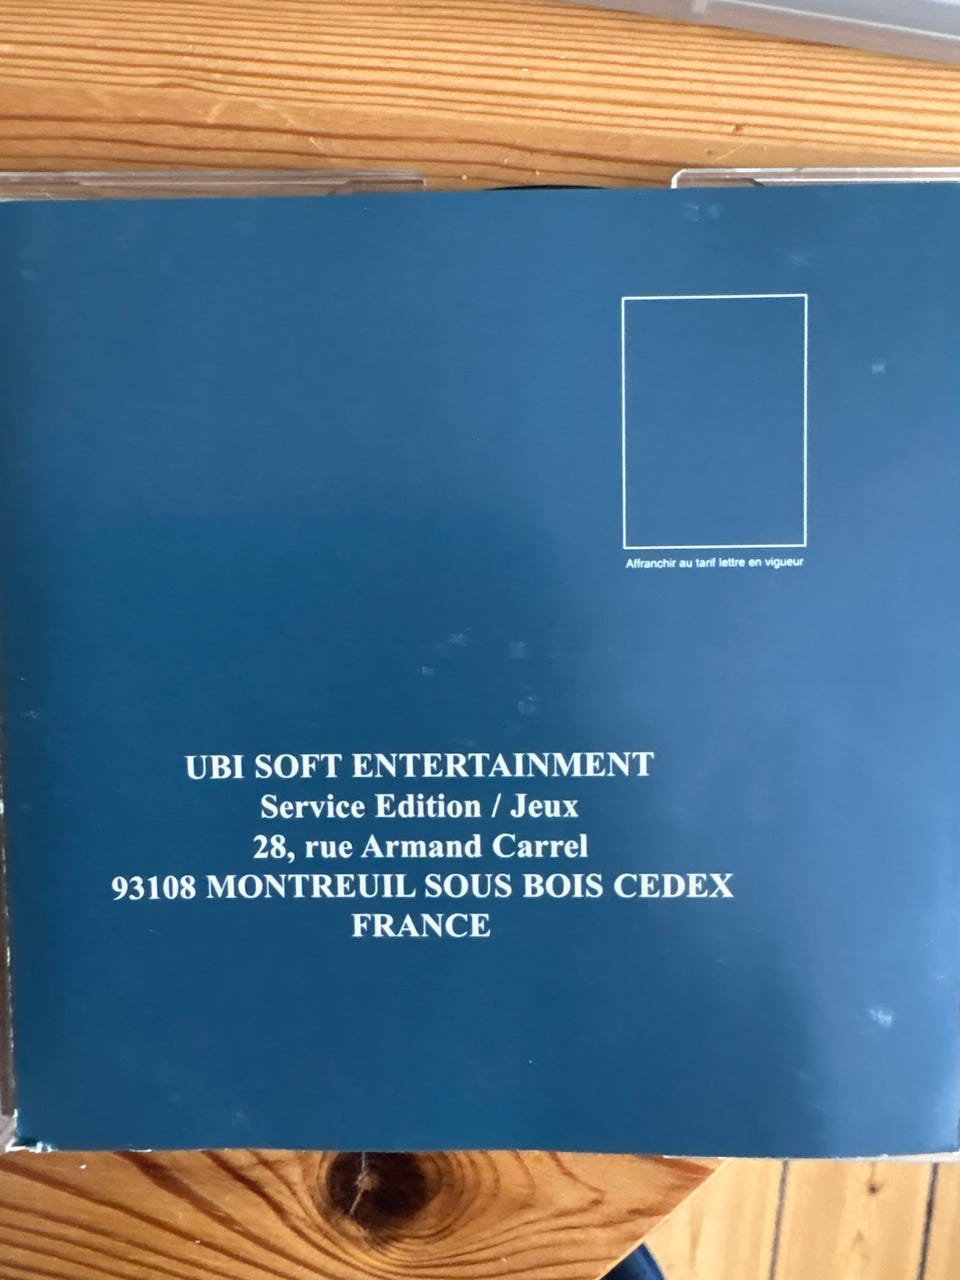 Affranchir au tarif lettre en vigueur
UBI SOFT ENTERTAINMENT
Service Edition / Jeux
28, rue Armand Carrel
93108 MONTREUIL SOUS BOIS CEDEX
FRANCE